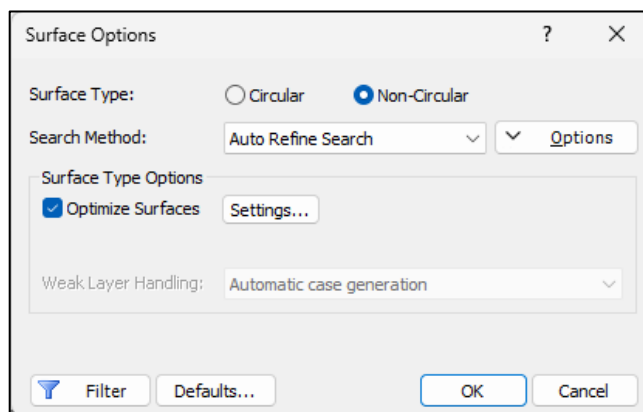 Surface Options ?
Surface Type: Circular Non-Circular
Search Method: Auto Refine Search Options
Surface Type Options
Optimize Surfaces Settings...
Weak Layer Handling: Automatic case generation
Filter Defaults... OK Cancel